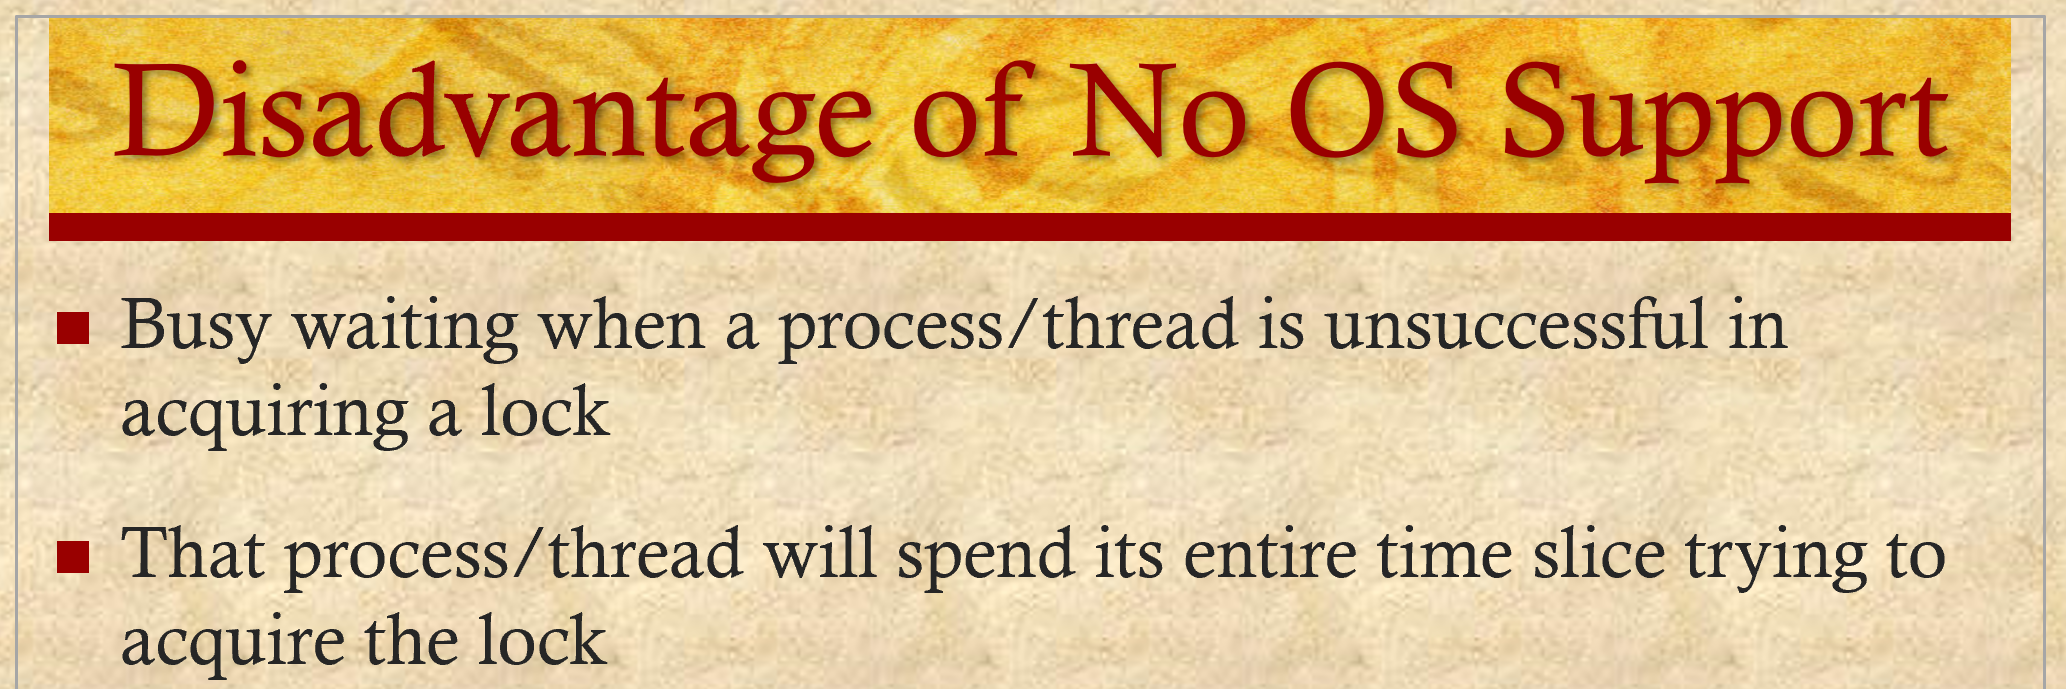 Disadvantage of No OS Support
Busy waiting when a process/thread is unsuccessful in
acquiring a lock
That process/thread will spend its entire time slice trying to
acquire the lock